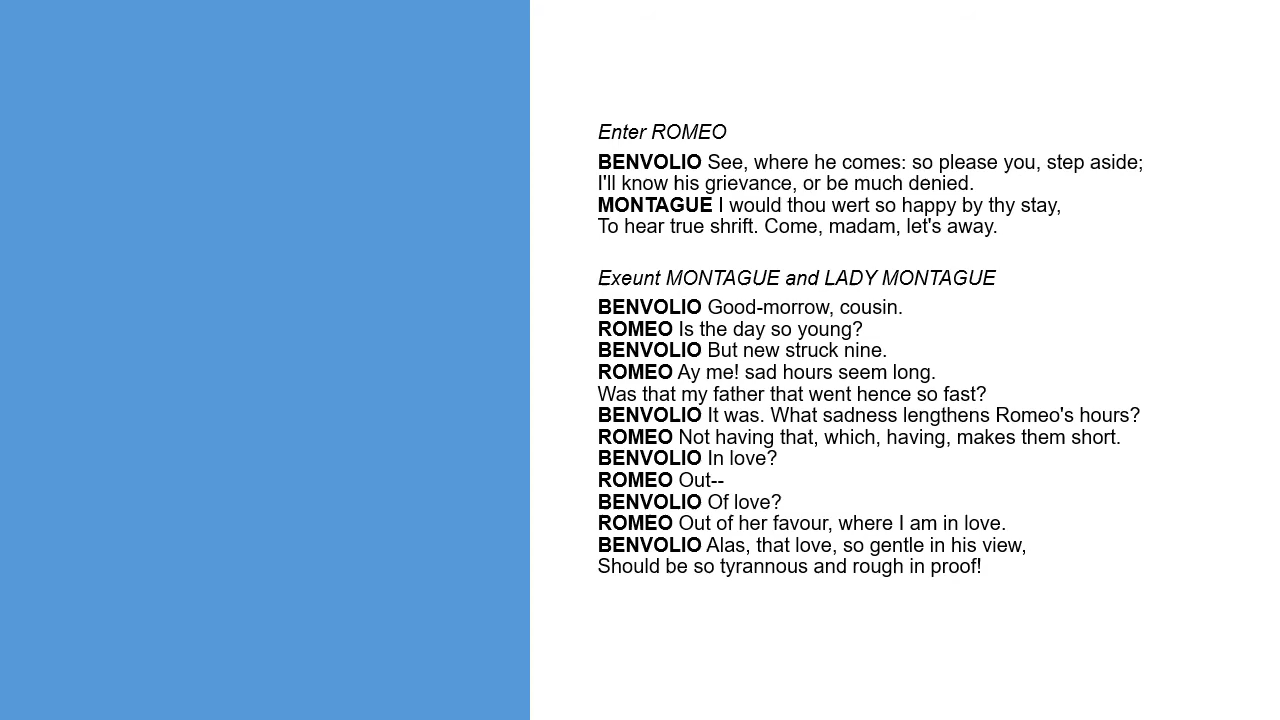 Enter ROMEO
BENVOLIO See, where he comes: so please you, step aside;
I'll know his grievance, or be much denied.
MONTAGUE I would thou wert so happy by thy stay,
To hear true shrift. Come, madam, let's away.
Exeunt MONTAGUE and LADY MONTAGUE
BENVOLIO Good-morrow, cousin.
ROMEO Is the day so young?
BENVOLIO But new struck nine.
ROMEO Ay me! sad hours seem long.
Was that my father that went hence so fast?
BENVOLIO It was. What sadness lengthens Romeo's hours?
ROMEO Not having that, which, having, makes them short.
BENVOLIO In love?
ROMEO Out--
BENVOLIO Of love?
ROMEO Out of her favour, where I am in love.
BENVOLIO Alas, that love, so gentle in his view,
Should be so tyrannous and rough in proof!